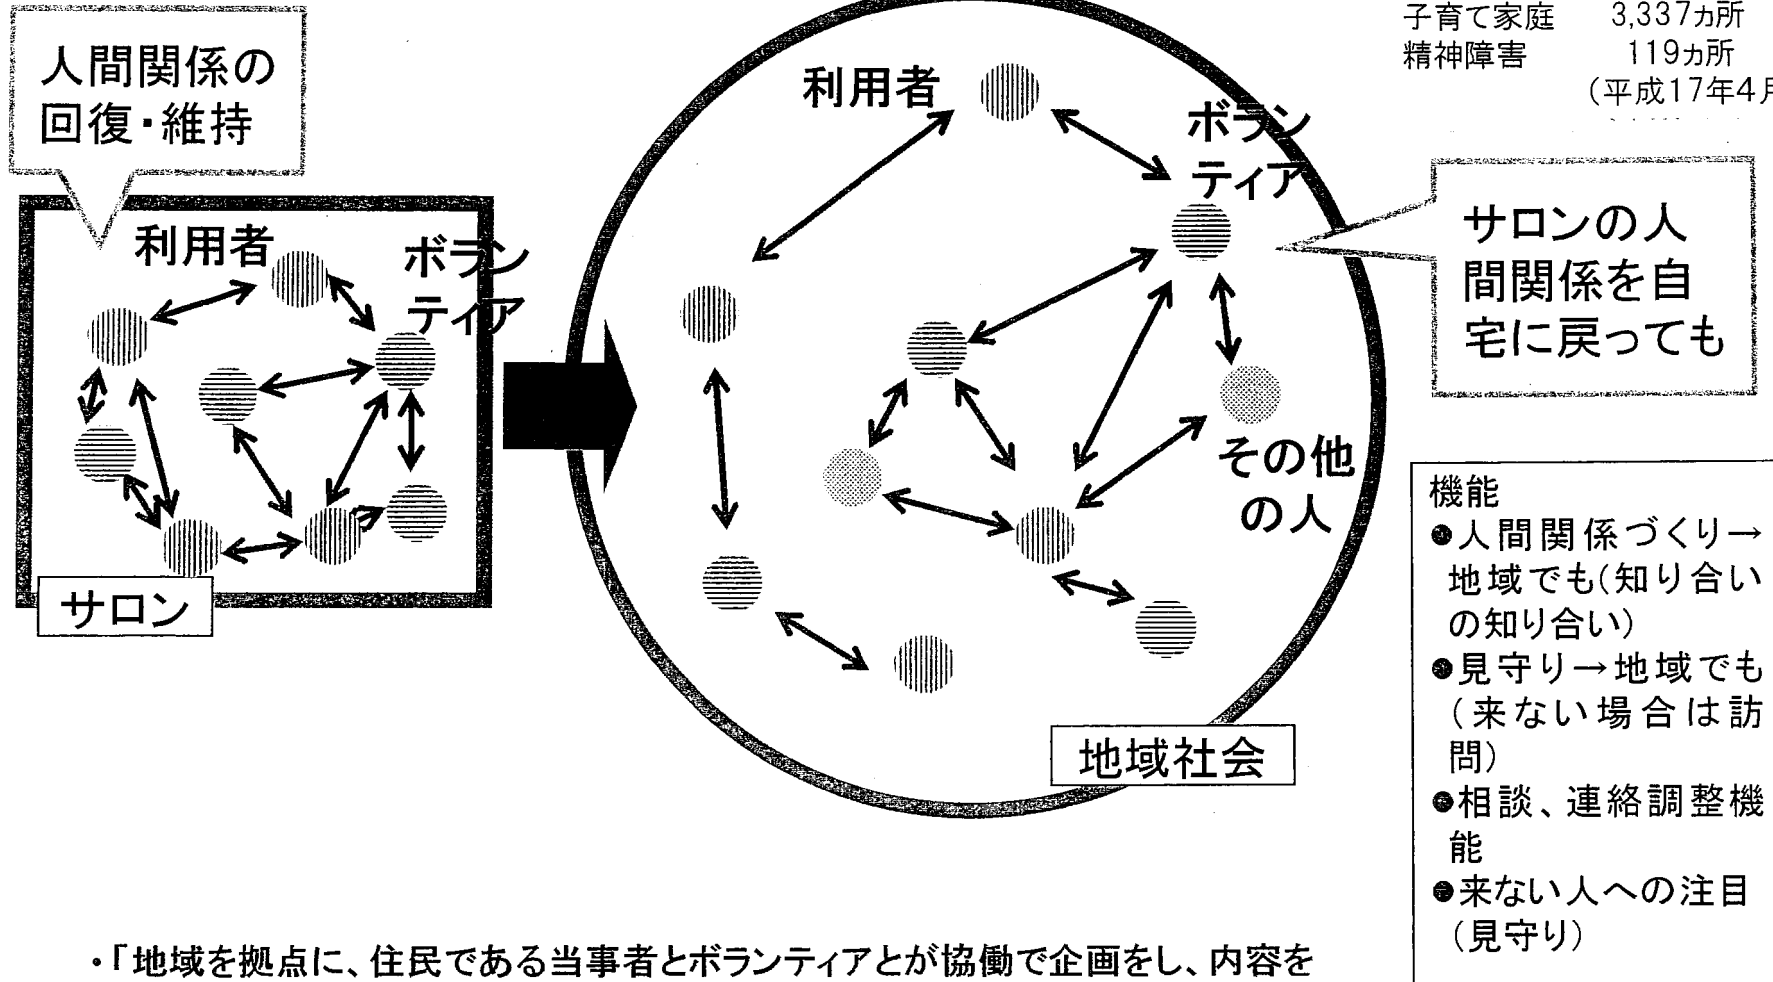 人間関係の
回復・維持
利用者
ボラン
ティア
サロン
利用者
ボラン
ティア
その他
の人
地域社会
子育て家庭 3,337ヵ所
精神障害 119ヵ所
(平成17年4月
サロンの人
間関係を自
宅に戻っても
機能
●人間関係づくり→
地域でも(知り合い
の知り合い)
●見守り→地域でも
(来ない場合は訪
問)
●相談、連絡調整機
能
●来ない人への注目
(見守り)
・「地域を拠点に、住民である当事者とボランティアとが協働で企画をし、内容を